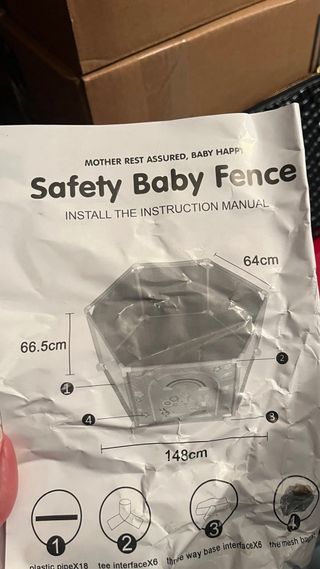 MOTHER REST ASSURED, BABY HAPPY
Safety Baby Fence
INSTALL THE INSTRUCTION MANUAL
64cm
66.5cm
2
1
4
3
148cm
1
2
3
4
plastic pipeX18
tee interfaceX6
three way base interfaceX6
the mesh